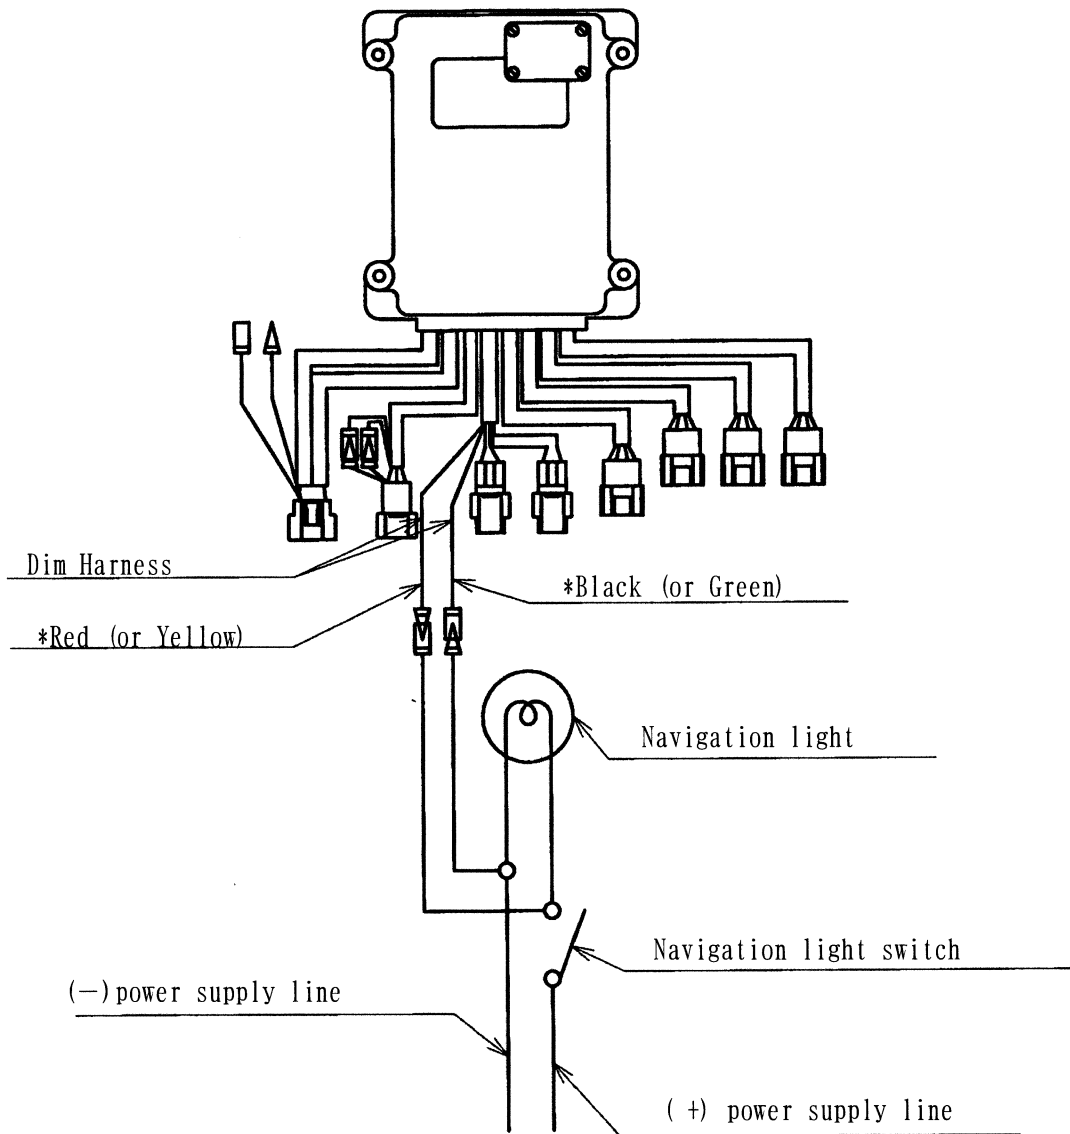 Dim Harness
*Black (or Green)
*Red (or Yellow)
Navigation light
Navigation light switch
(−) power supply line
( +) power supply line